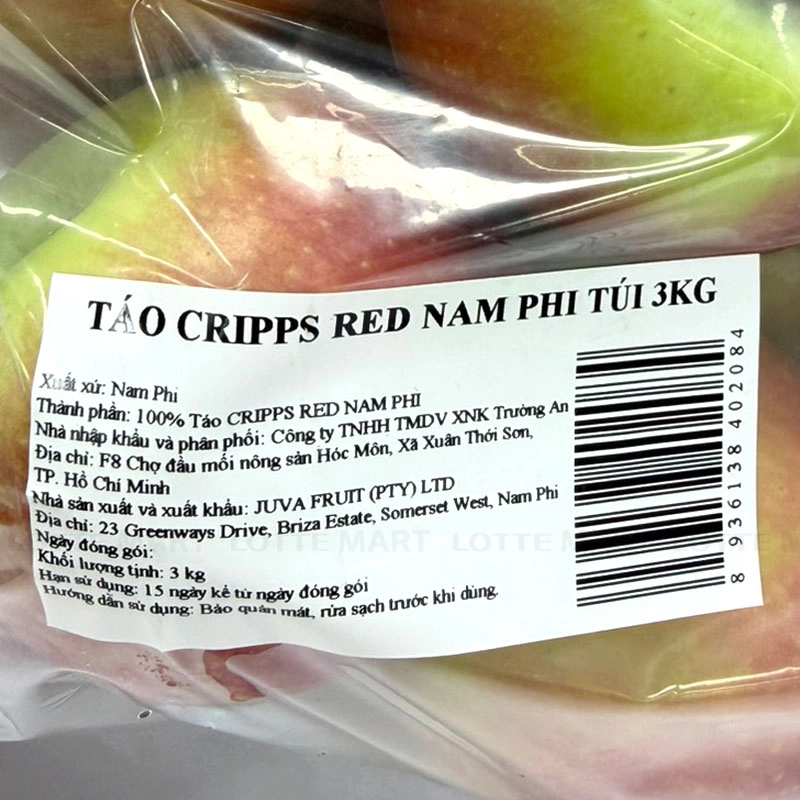 TÁO CRIPPS RED NAM PHI TÚI 3KG
Xuất xứ: Nam Phi
Thành phần: 100% Táo CRIPPS RED NAM PHI
Nhà nhập khẩu và phân phối: Công ty TNHH TMDV XNK Trường An
Địa chỉ: F8 Chợ đầu mối nông sản Hóc Môn, Xã Xuân Thới Sơn,
TP. Hồ Chí Minh
Nhà sản xuất và xuất khẩu: JUVA FRUIT (PTY) LTD
Địa chỉ: 23 Greenways Drive, Briza Estate, Somerset West, Nam Phi
Ngày đóng gói:
Khối lượng tịnh: 3 kg
Hạn sử dụng: 15 ngày kể từ ngày đóng gói
Hướng dẫn sử dụng: Bảo quản mát, rửa sạch trước khi dùng.
8 936138 402084
LOTTE MART LOTTE MART LOTTE MART LOTTE